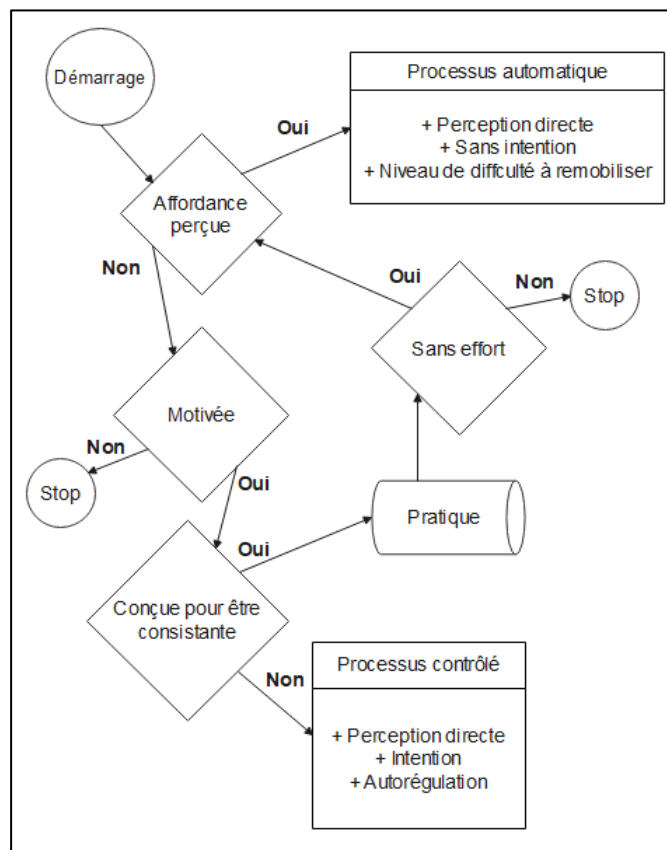 Démarrage
Processus automatique
Oui
+ Perception directe
+ Sans intention
+ Niveau de diffculté à remobiliser
Affordance
perçue
Non
Oui
Non
Stop
Sans effort
Motivée
Non
Stop
Oui
Pratique
Oui
Conçue pour être
consistante
Non
Processus contrôlé
+ Perception directe
+ Intention
+ Autorégulation